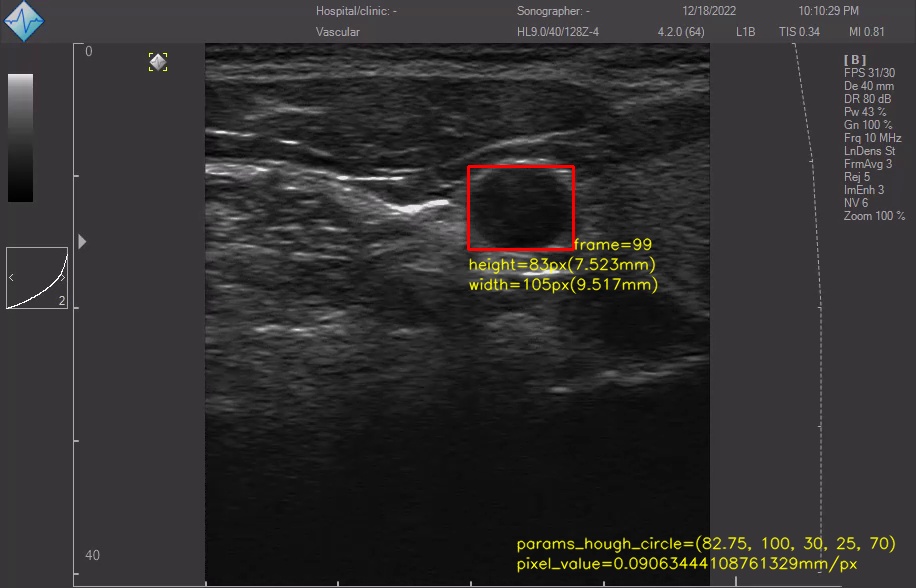 Hospital/clinic: - Sonographer: - 12/18/2022 10:10:29 PM
Vascular HL9.0/40/128Z-4 4.2.0 (64) L1B TIS 0.34 MI 0.81
0
[ B ]
FPS 31/30
De 40 mm
DR 80 dB
Pw 43 %
Gn 100 %
Frq 10 MHz
LnDens St
FrmAvg 3
Rej 5
ImEnh 3
NV 6
Zoom 100 %
2
frame=99
height=83px(7.523mm)
width=105px(9.517mm)
40
params_hough_circle=(82.75, 100, 30, 25, 70)
pixel_value=0.09063444108761329mm/px